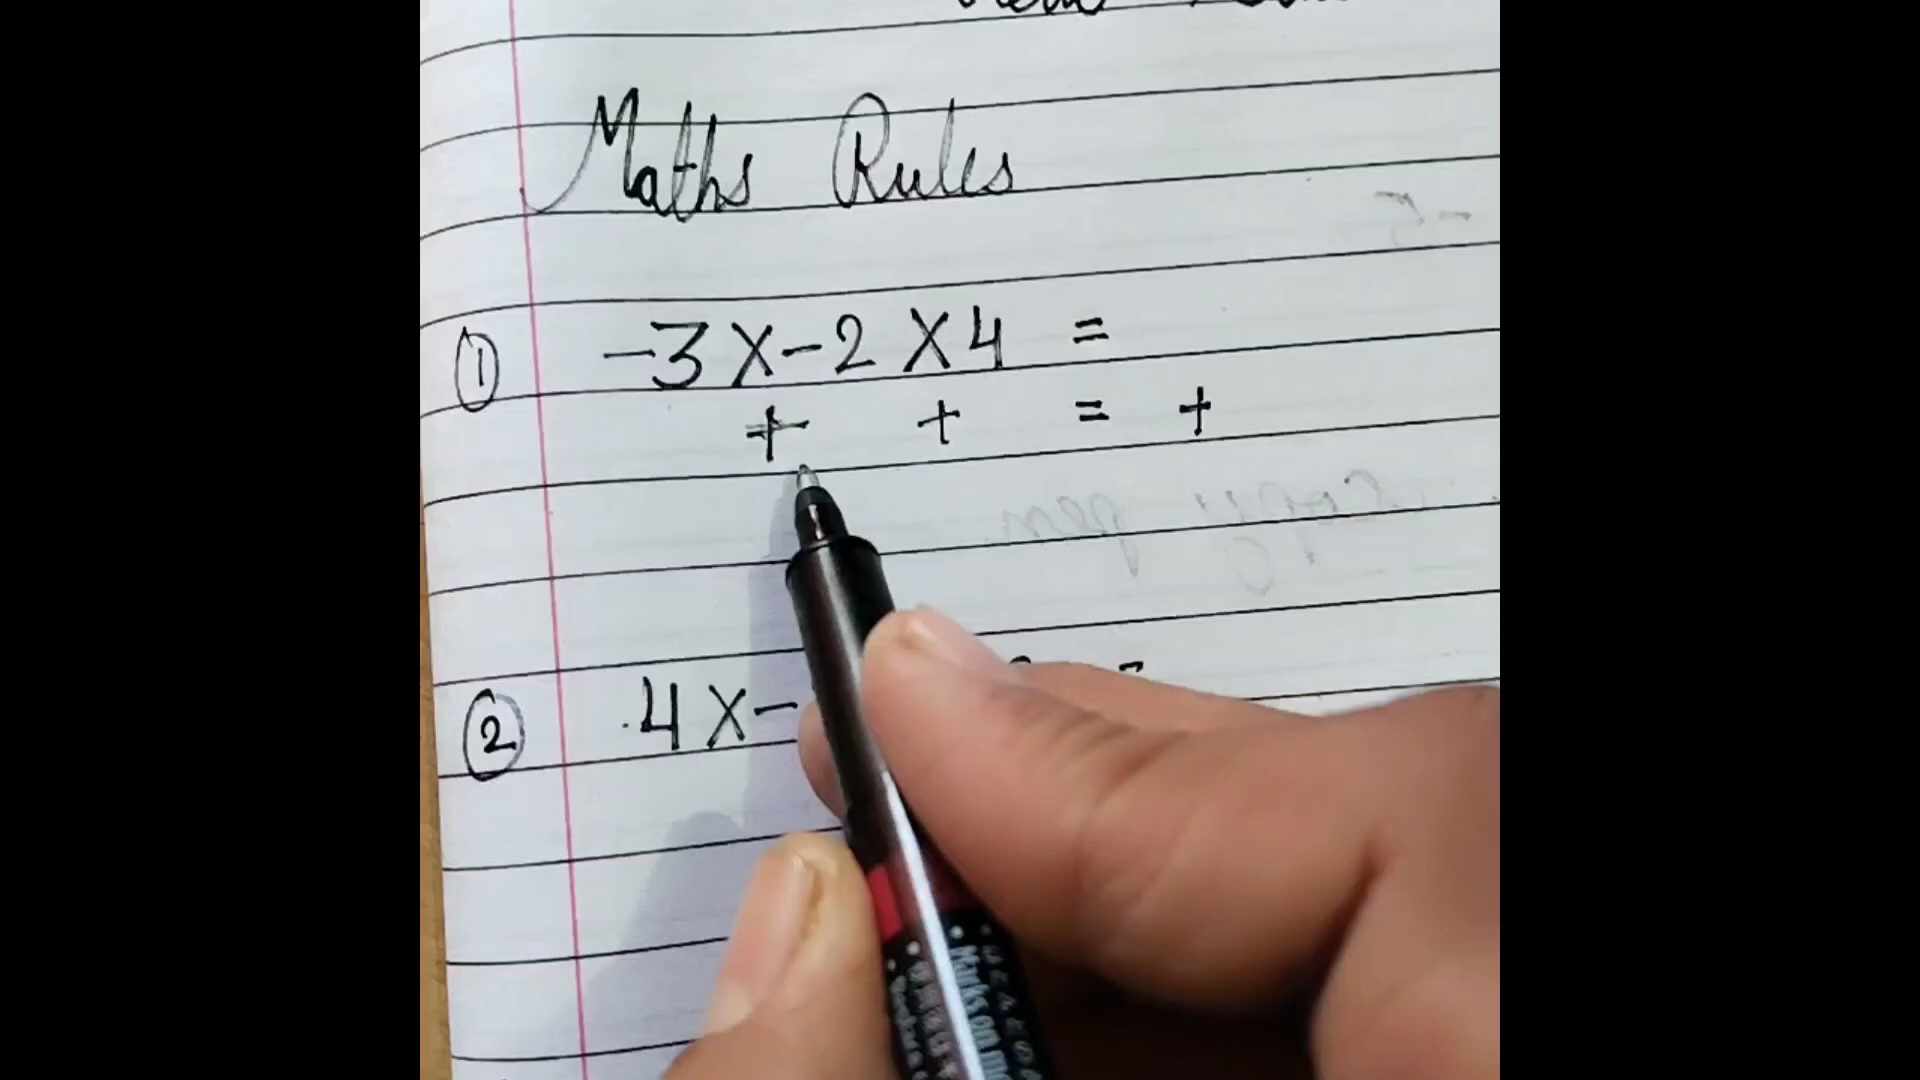 Maths Rules
① -3 X -2 X 4 =
+ + = +
② 4 X -